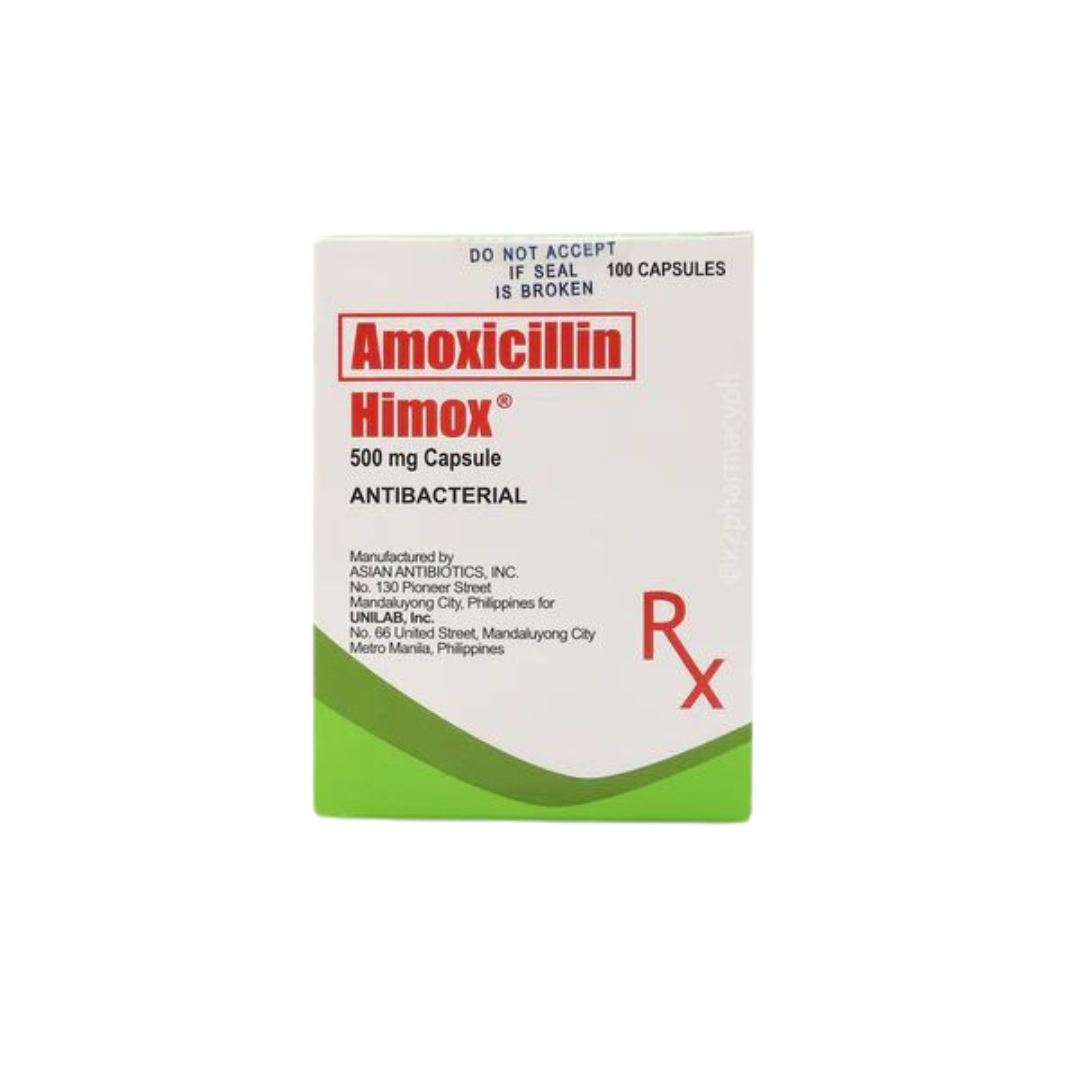 DO NOT ACCEPT
IF SEAL
IS BROKEN
100 CAPSULES
Amoxicillin
Himox®
500 mg Capsule
ANTIBACTERIAL
Manufactured by
ASIAN ANTIBIOTICS, INC.
No. 130 Pioneer Street
Mandaluyong City, Philippines for
UNILAB, Inc.
No. 66 United Street, Mandaluyong City
Metro Manila, Philippines
Rx